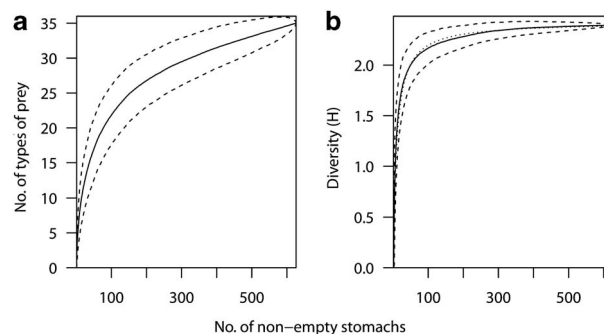 a
b
No. of types of prey
35
30
25
20
15
10
5
0
100 300 500
Diversity (H)
2.0
1.5
1.0
0.5
0.0
100 300 500
No. of non−empty stomachs